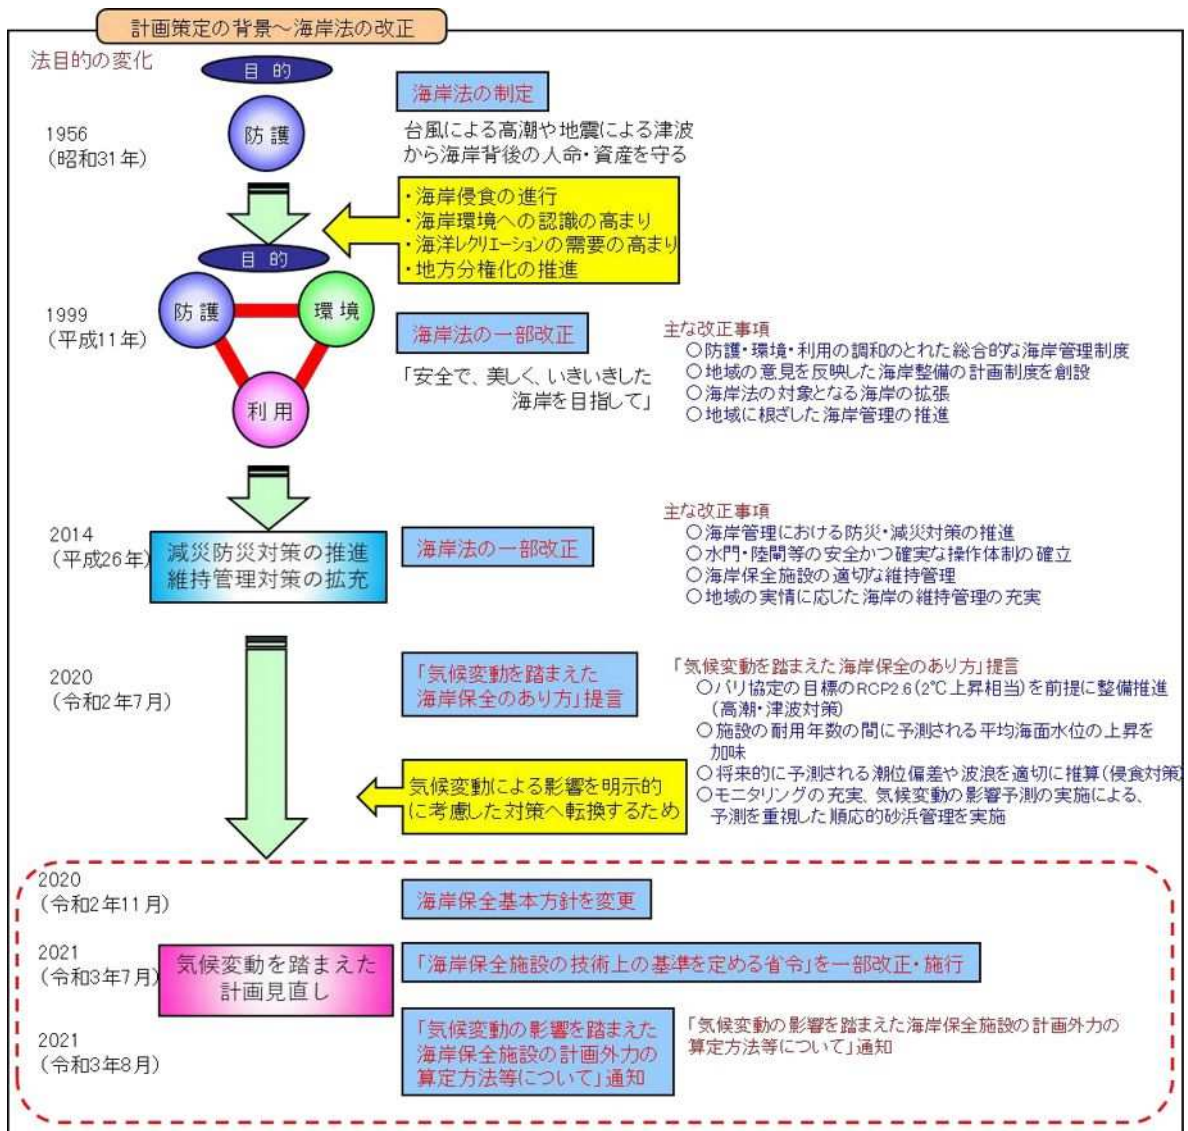 計画策定の背景～海岸法の改正
法目的の変化
目的
海岸法の制定
防護
1956
(昭和31年)
台風による高潮や地震による津波
から海岸背後の人命・資産を守る
・海岸侵食の進行
・海岸環境への認識の高まり
・海洋レクリエーションの需要の高まり
・地方分権化の推進
目的
防護
環境
利用
1999
(平成11年)
海岸法の一部改正
「安全で、美しく、いきいきした
海岸を目指して」
主な改正事項
○防護・環境・利用の調和のとれた総合的な海岸管理制度
○地域の意見を反映した海岸整備の計画制度を創設
○海岸法の対象となる海岸の拡張
○地域に根ざした海岸管理の推進
2014
(平成26年)
減災防災対策の推進
維持管理対策の拡充
海岸法の一部改正
主な改正事項
○海岸管理における防災・減災対策の推進
○水門・陸閘等の安全かつ確実な操作体制の確立
○海岸保全施設の適切な維持管理
○地域の実情に応じた海岸の維持管理の充実
2020
(令和2年7月)
「気候変動を踏まえた
海岸保全のあり方」提言
「気候変動を踏まえた海岸保全のあり方」提言
○パリ協定の目標のRCP2.6(2℃上昇相当)を前提に整備推進
(高潮・津波対策)
○施設の耐用年数の間に予測される平均海面水位の上昇を
加味
○将来的に予測される潮位偏差や波浪を適切に推算(侵食対策)
○モニタリングの充実、気候変動の影響予測の実施による、
予測を重視した順応的砂浜管理を実施
気候変動による影響を明示的
に考慮した対策へ転換するため
2020
(令和2年11月)
海岸保全基本方針を変更
2021
(令和3年7月)
気候変動を踏まえた
計画見直し
「海岸保全施設の技術上の基準を定める省令」を一部改正・施行
2021
(令和3年8月)
「気候変動の影響を踏まえた
海岸保全施設の計画外力の
算定方法等について」通知
「気候変動の影響を踏まえた海岸保全施設の計画外力の
算定方法等について」通知